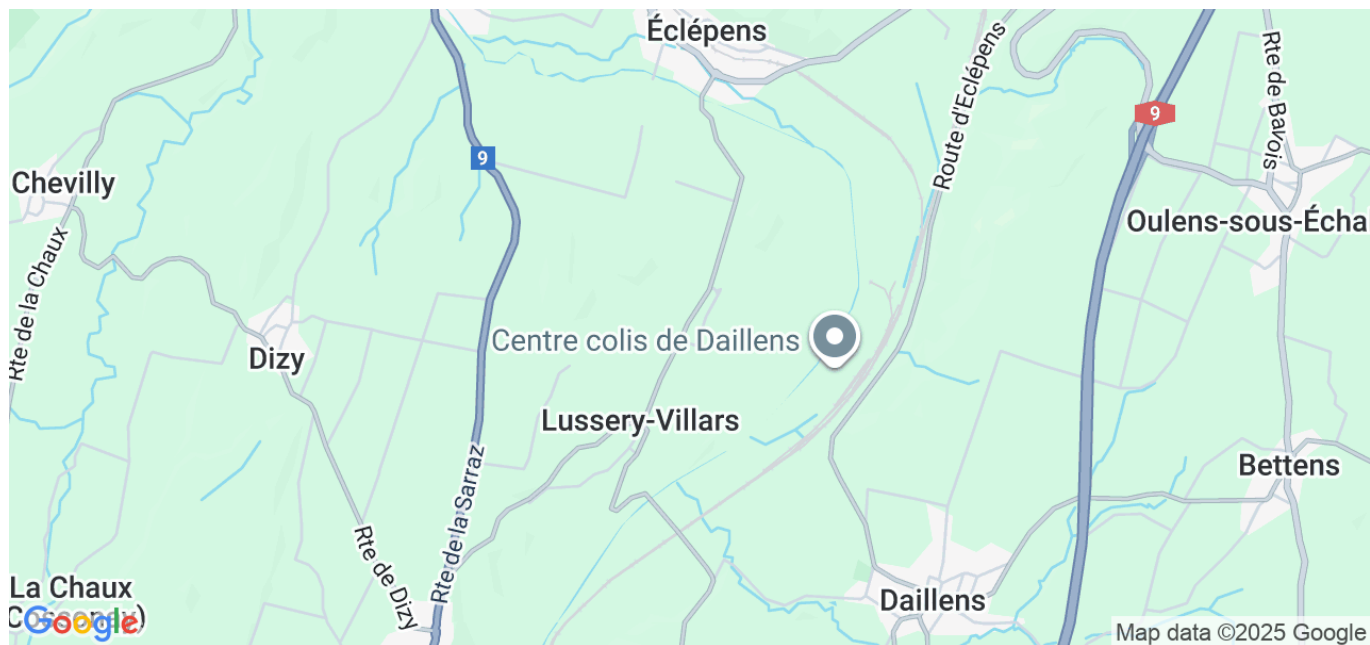 Éclépens
Rte de Bavois
Route d'Eclépens
9
9
Chevilly
Oulens-sous-Écha
Rte de la Chaux
Centre colis de Daillens
Dizy
Lussery-Villars
Bettens
Rte de la Sarraz
Rte de Dizy
La Chaux
(Cossonay)
Daillens
Google
Map data ©2025 Google